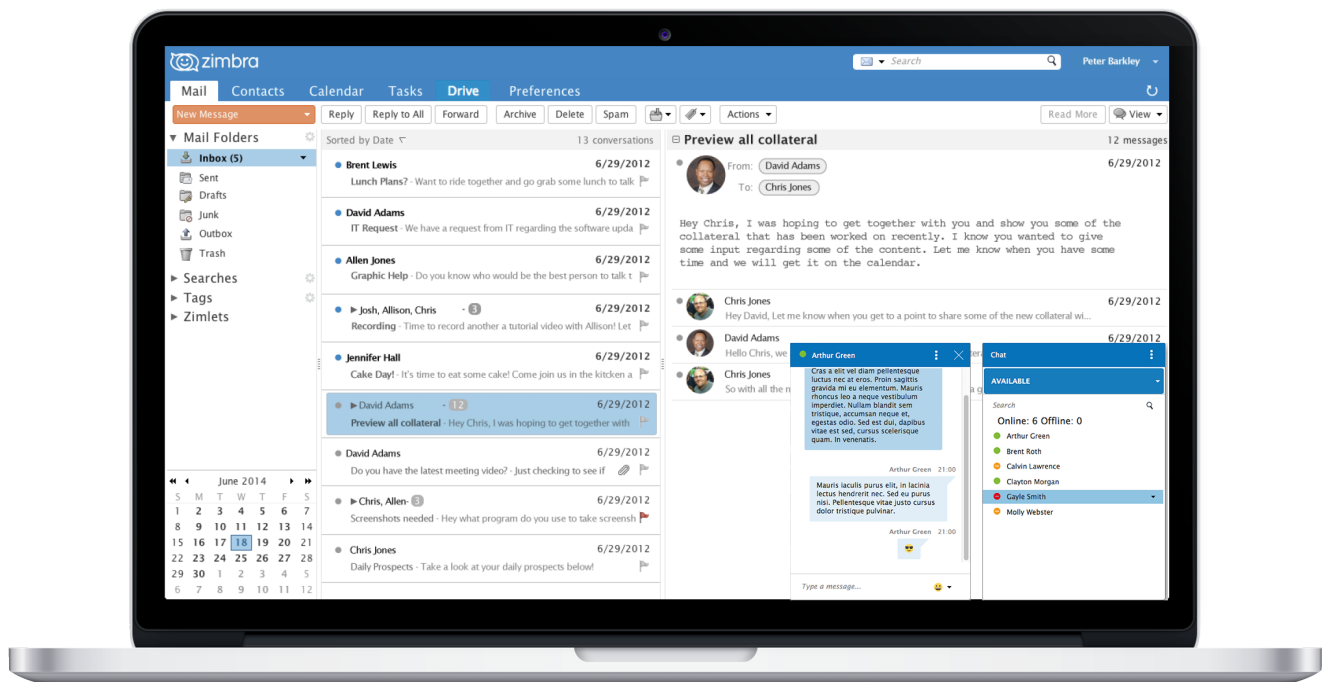 zimbra
Search
Peter Barkley
Mail Contacts Calendar Tasks Drive Preferences
New Message
Reply Reply to All Forward Archive Delete Spam Actions Read More View
Mail Folders
Inbox (5)
Sent
Drafts
Junk
Outbox
Trash
Searches
Tags
Zimlets
June 2014
S M T W T F S
1 2 3 4 5 6 7
8 9 10 11 12 13 14
15 16 17 18 19 20 21
22 23 24 25 26 27 28
29 30 1 2 3 4 5
6 7 8 9 10 11 12
Sorted by Date 13 conversations
Brent Lewis 6/29/2012
Lunch Plans? - Want to ride together and go grab some lunch to talk
David Adams 6/29/2012
IT Request - We have a request from IT regarding the software upda
Allen Jones 6/29/2012
Graphic Help - Do you know who would be the best person to talk t
Josh, Allison, Chris - 3 6/29/2012
Recording - Time to record another a tutorial video with Allison! Let
Jennifer Hall 6/29/2012
Cake Day! - It's time to eat some cake! Come join us in the kitcken a
David Adams - 12 6/29/2012
Preview all collateral - Hey Chris, I was hoping to get together with
David Adams 6/29/2012
Do you have the latest meeting video? - Just checking to see if
Chris, Allen- 3 6/29/2012
Screenshots needed - Hey what program do you use to take screensh
Chris Jones 6/29/2012
Daily Prospects - Take a look at your daily prospects below!
Preview all collateral 12 messages
From: David Adams 6/29/2012
To: Chris Jones
Hey Chris, I was hoping to get together with you and show you some of the
collateral that has been worked on recently. I know you wanted to give
some input regarding some of the content. Let me know when you have some
time and we will get it on the calendar.
Chris Jones 6/29/2012
Hey David, Let me know when you get to a point to share some of the new collateral wi...
David Adams 6/29/2012
Hello Chris, we
Chris Jones
So with all the
Arthur Green
Cras a elit vel diam pellentesque
luctus nec at eros. Proin sagittis
gravida mi eu elementum. Mauris
rhoncus leo a neque vestibulum
imperdiet. Nullam blandit sem
tristique, accumsan neque et,
egestas odio. Sed est dui, dapibus
vitae est sed, cursus scelerisque
quam. In venenatis.
Arthur Green 21:00
Mauris iaculis purus elit, in lacinia
lectus hendrerit nec. Sed eu purus
nisi. Pellentesque vitae justo cursus
dolor tristique pulvinar.
Arthur Green 21:00
Type a message...
Chat
AVAILABLE
Search
Online: 6 Offline: 0
Arthur Green
Brent Roth
Calvin Lawrence
Clayton Morgan
Gayle Smith
Molly Webster